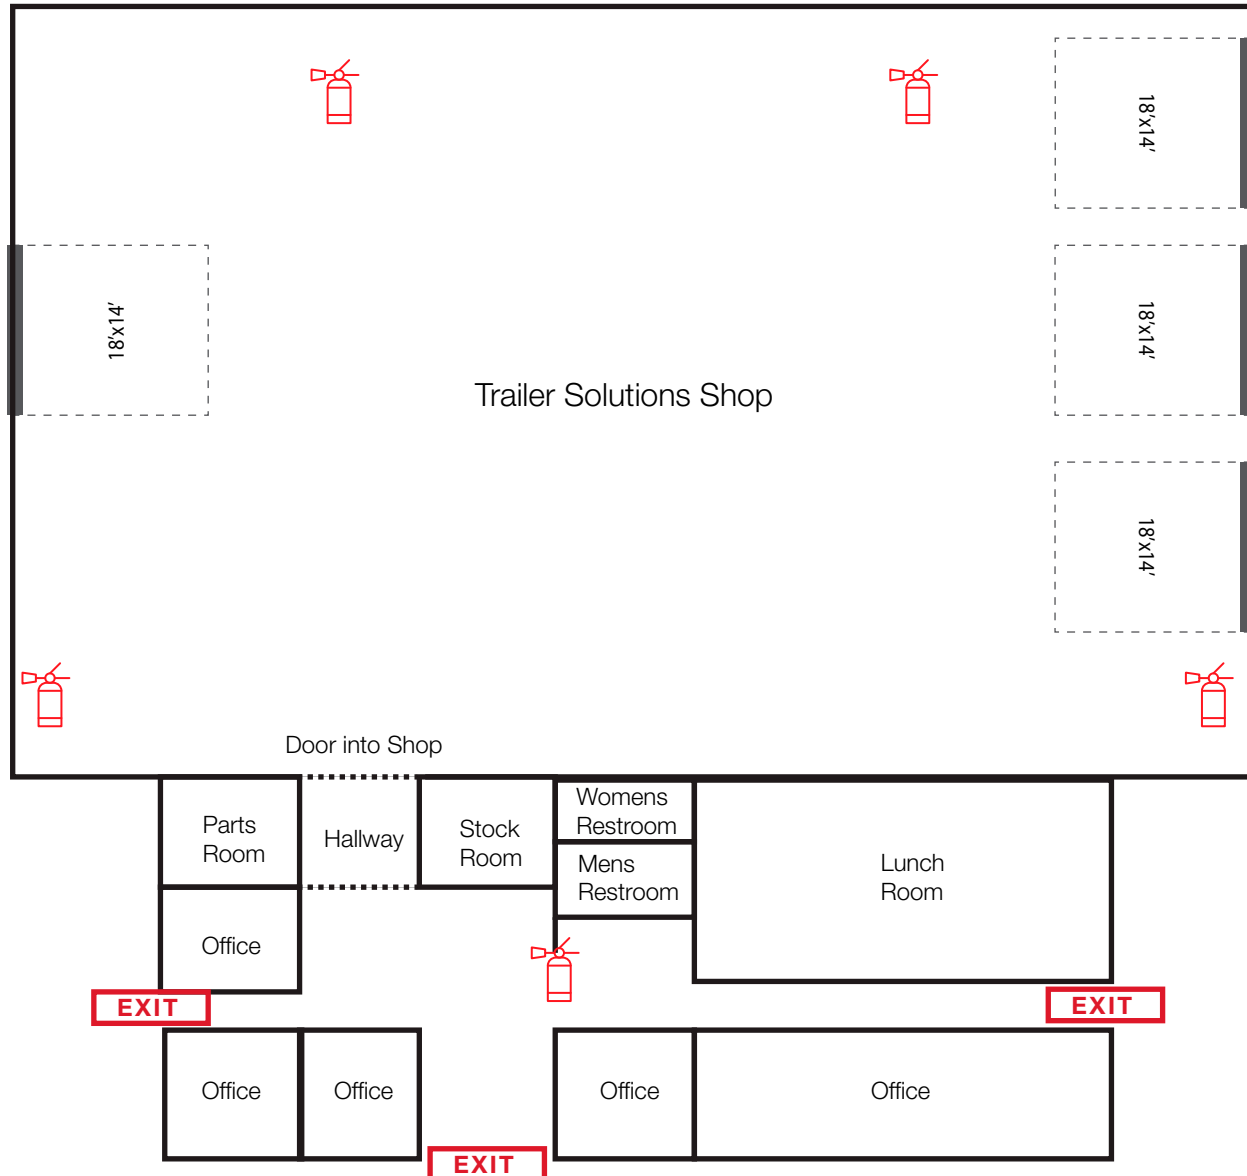 18'x14'
18'x14'
18'x14'
Trailer Solutions Shop
18'x14'
Door into Shop
Parts
Room
Hallway
Stock
Room
Womens
Restroom
Mens
Restroom
Lunch
Room
Office
EXIT
EXIT
Office
Office
Office
Office
EXIT